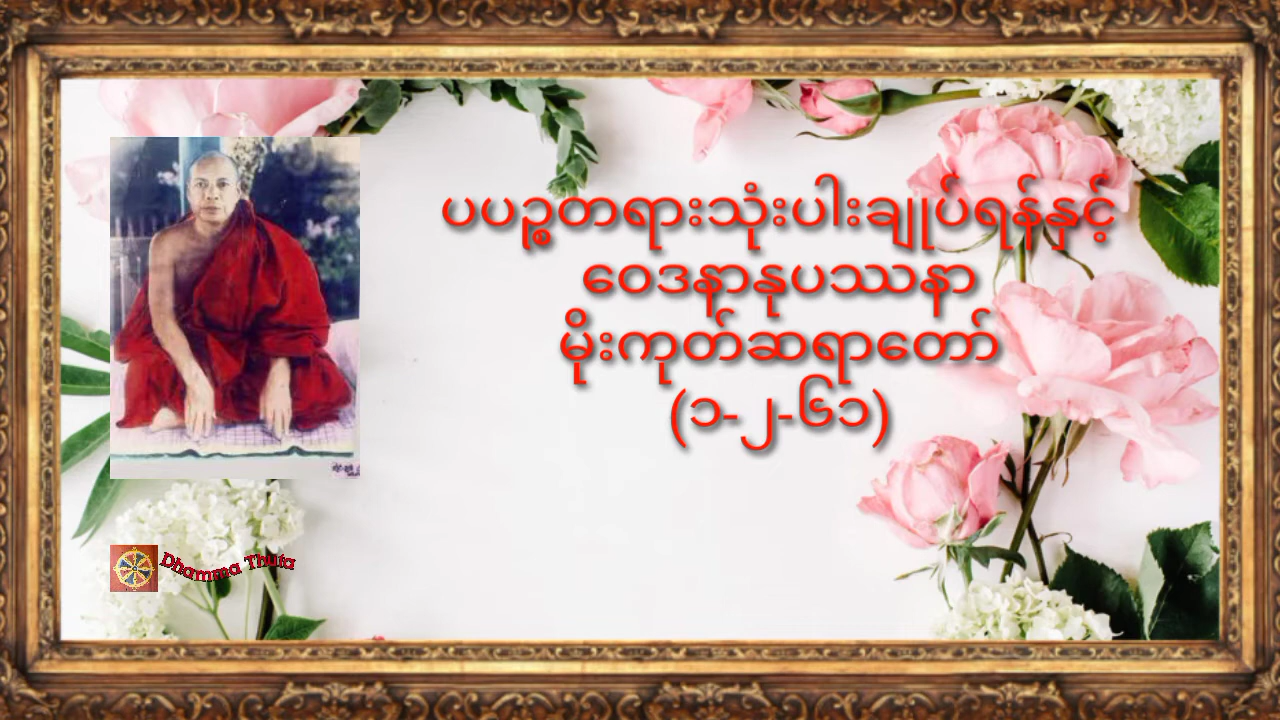 ပပဉ္စတရားသုံးပါးချုပ်ရန်နှင့်
ဝေဒနာနုပဿနာ
မိုးကုတ်ဆရာတော်
(၁-၂-၆၁)
Dhamma Thuta